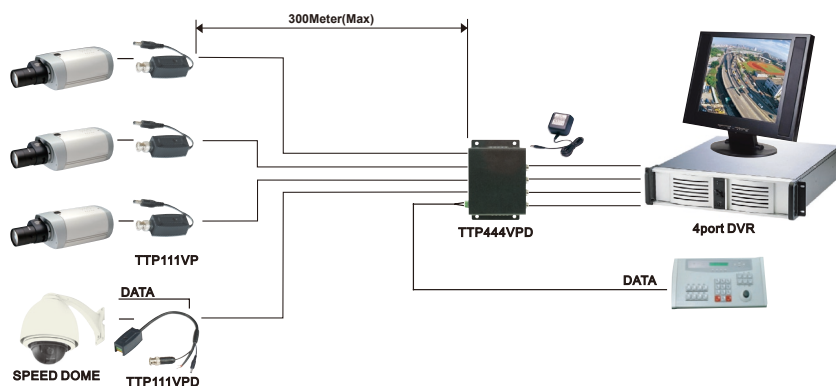 300Meter(Max)
TTP444VPD
4port DVR
TTP111VP
DATA
DATA
SPEED DOME
TTP111VPD